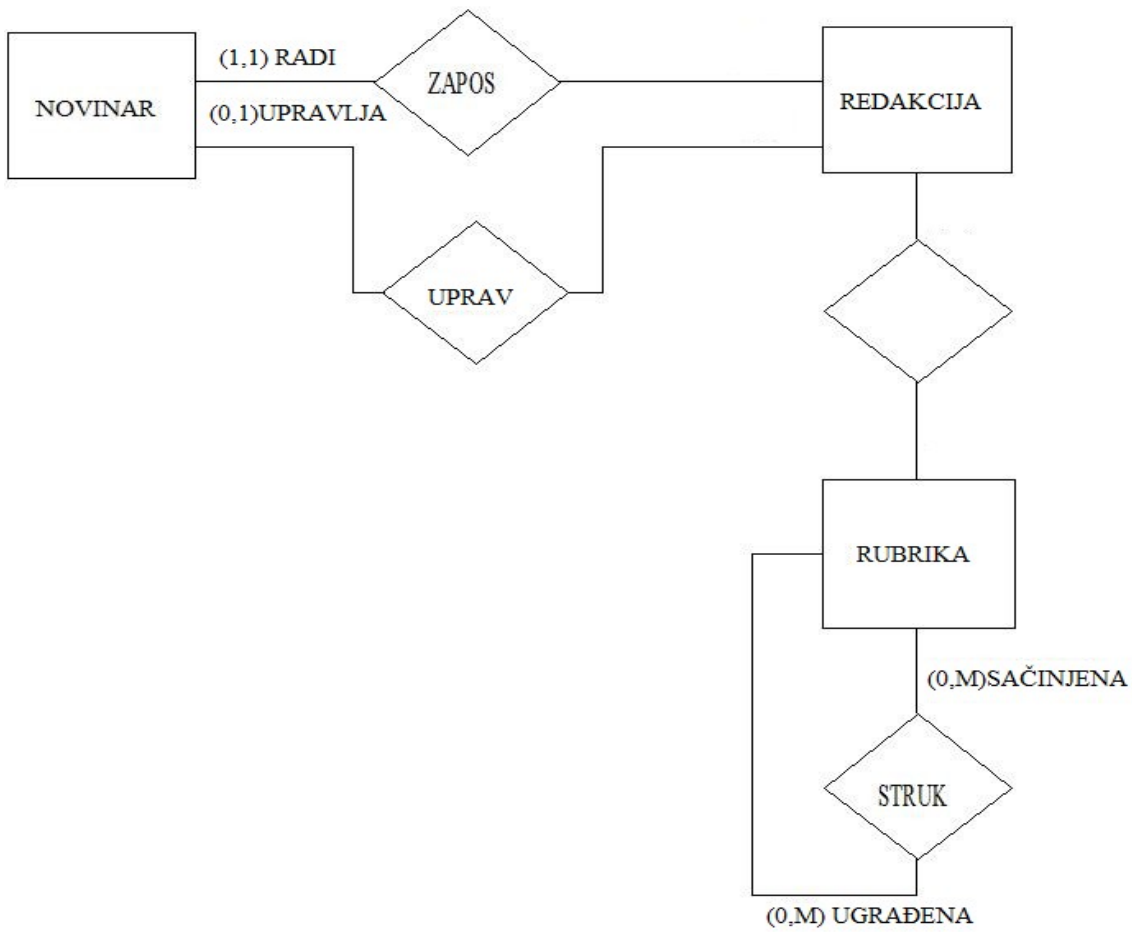 (1,1) RADI
ZAPOS
NOVINAR
(0,1)UPRAVLJA
REDAKCIJA
UPRAV
RUBRIKA
(0,M)SAČINJENA
STRUK
(0,M) UGRAĐENA